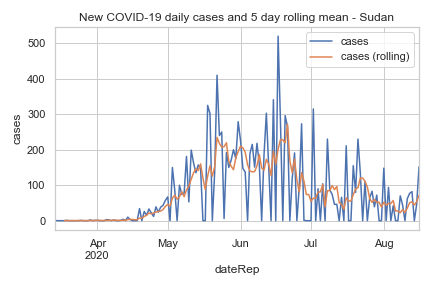 New COVID-19 daily cases and 5 day rolling mean - Sudan
cases
cases (rolling)
500
400
300
200
100
0
cases
Apr
2020
May
Jun
Jul
Aug
dateRep